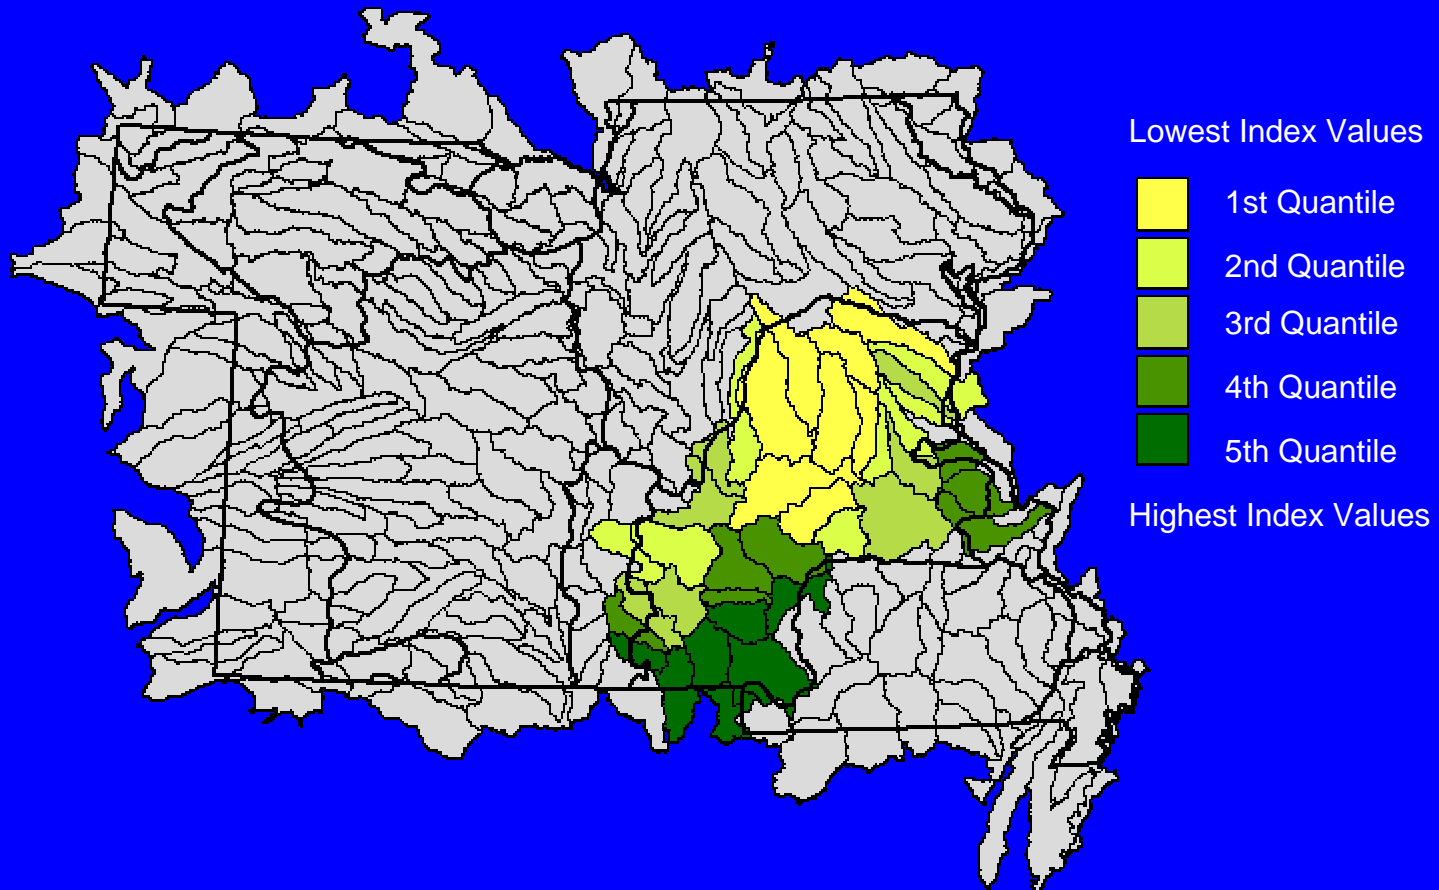 Lowest Index Values
1st Quantile
2nd Quantile
3rd Quantile
4th Quantile
5th Quantile
Highest Index Values